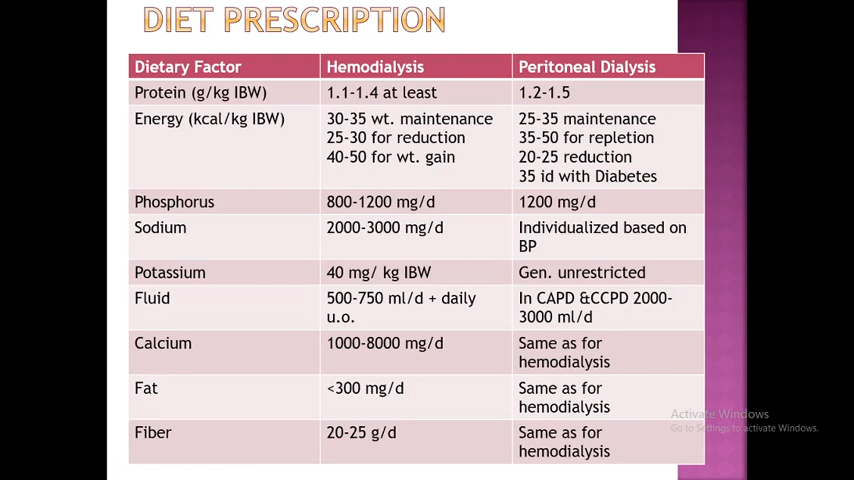 DIET PRESCRIPTION
Dietary Factor Hemodialysis Peritoneal Dialysis
Protein (g/kg IBW) 1.1-1.4 at least 1.2-1.5
Energy (kcal/kg IBW) 30-35 wt. maintenance 25-35 maintenance
25-30 for reduction 35-50 for repletion
40-50 for wt. gain 20-25 reduction
35 id with Diabetes
Phosphorus 800-1200 mg/d 1200 mg/d
Sodium 2000-3000 mg/d Individualized based on
BP
Potassium 40 mg/ kg IBW Gen. unrestricted
Fluid 500-750 ml/d + daily In CAPD &CCPD 2000-
u.o. 3000 ml/d
Calcium 1000-8000 mg/d Same as for
hemodialysis
Fat <300 mg/d Same as for
hemodialysis
Fiber 20-25 g/d Same as for
hemodialysis
Activate Windows
Go to Settings to activate Windows.